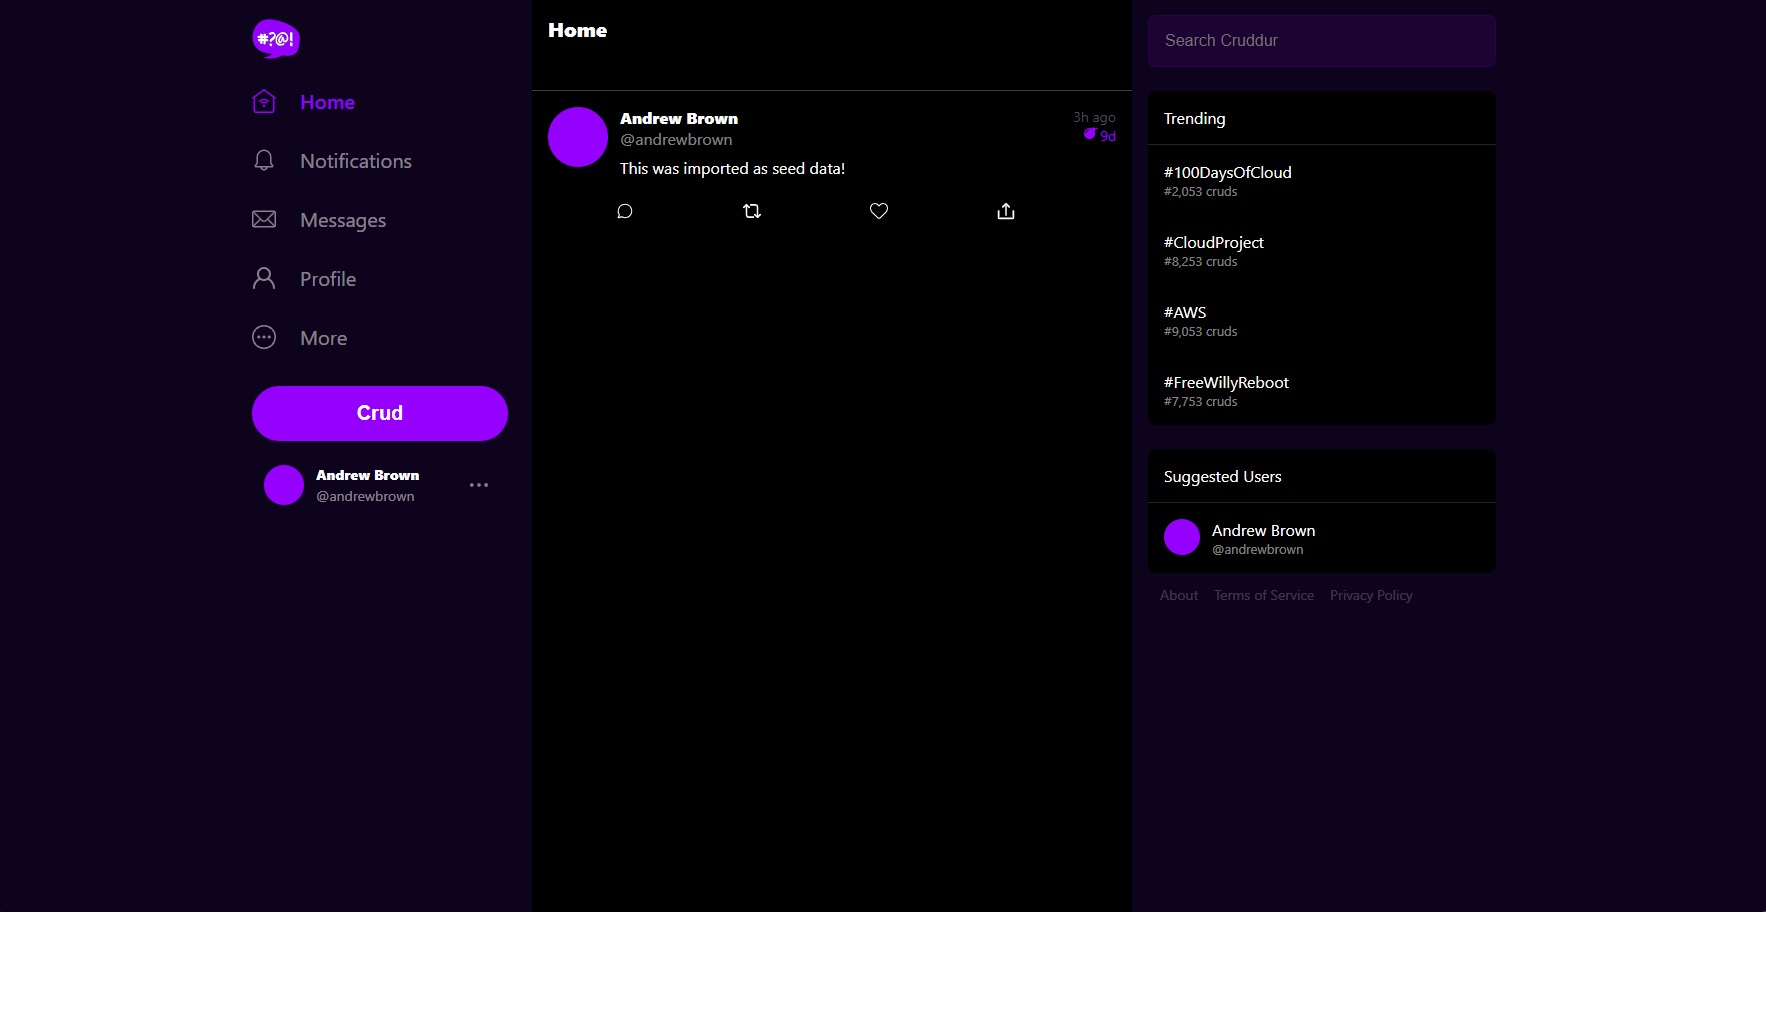 #?@!
Home
Notifications
Messages
Profile
More
Crud
Andrew Brown
@andrewbrown
Home
Andrew Brown
3h ago
@andrewbrown
9d
This was imported as seed data!
Search Cruddur
Trending
#100DaysOfCloud
#2,053 cruds
#CloudProject
#8,253 cruds
#AWS
#9,053 cruds
#FreeWillyReboot
#7,753 cruds
Suggested Users
Andrew Brown
@andrewbrown
About Terms of Service Privacy Policy